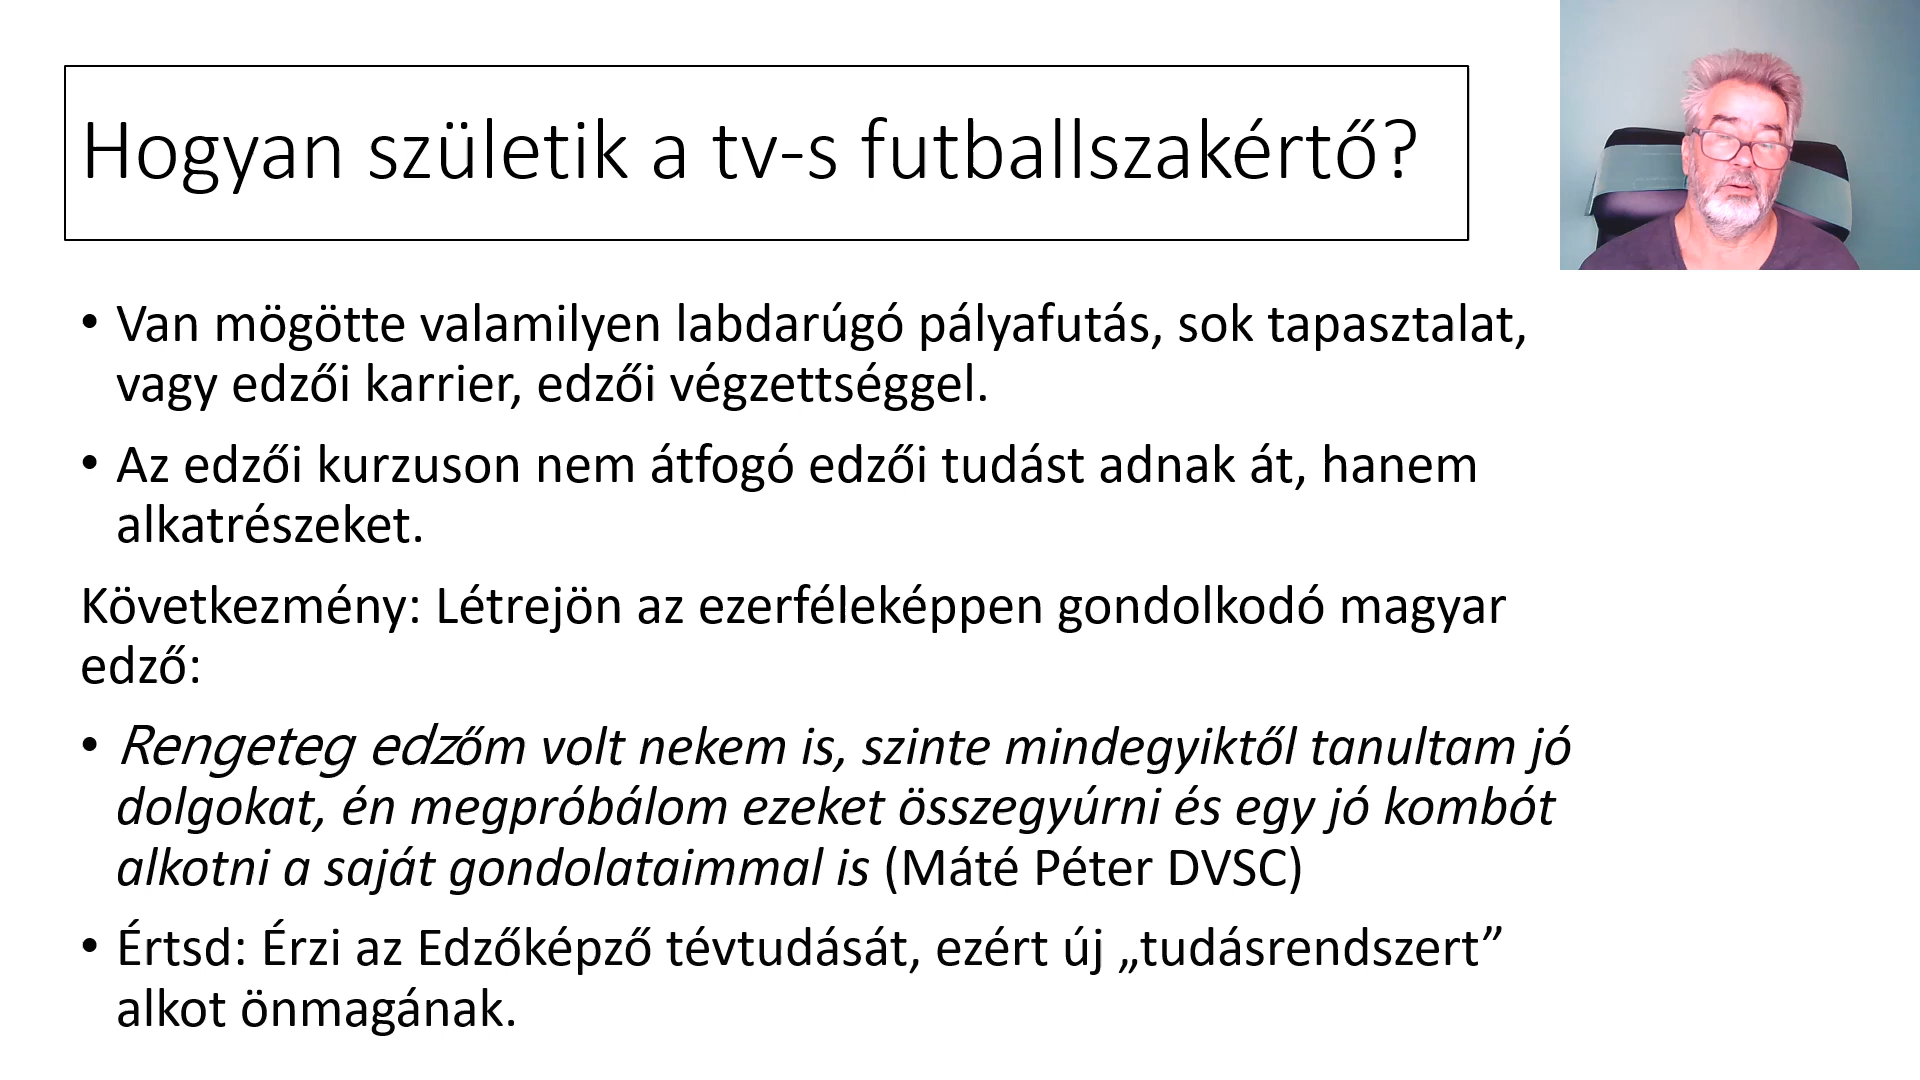 Hogyan születik a tv-s futballszakértő?
• Van mögötte valamilyen labdarúgó pályafutás, sok tapasztalat,
vagy edzői karrier, edzői végzettséggel.
• Az edzői kurzuson nem átfogó edzői tudást adnak át, hanem
alkatrészeket.
Következmény: Létrejön az ezerféleképpen gondolkodó magyar
edző:
• Rengeteg edzőm volt nekem is, szinte mindegyiktől tanultam jó
dolgokat, én megpróbálom ezeket összegyúrni és egy jó kombót
alkotni a saját gondolataimmal is (Máté Péter DVSC)
• Értsd: Érzi az Edzőképző tévtudását, ezért új „tudásrendszert”
alkot önmagának.